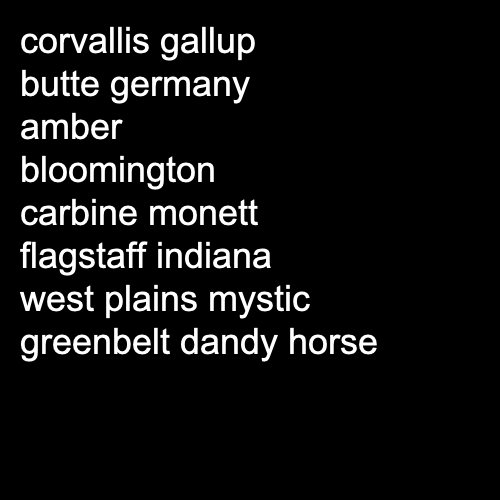 corvallis gallup
butte germany
amber
bloomington
carbine monett
flagstaff indiana
west plains mystic
greenbelt dandy horse